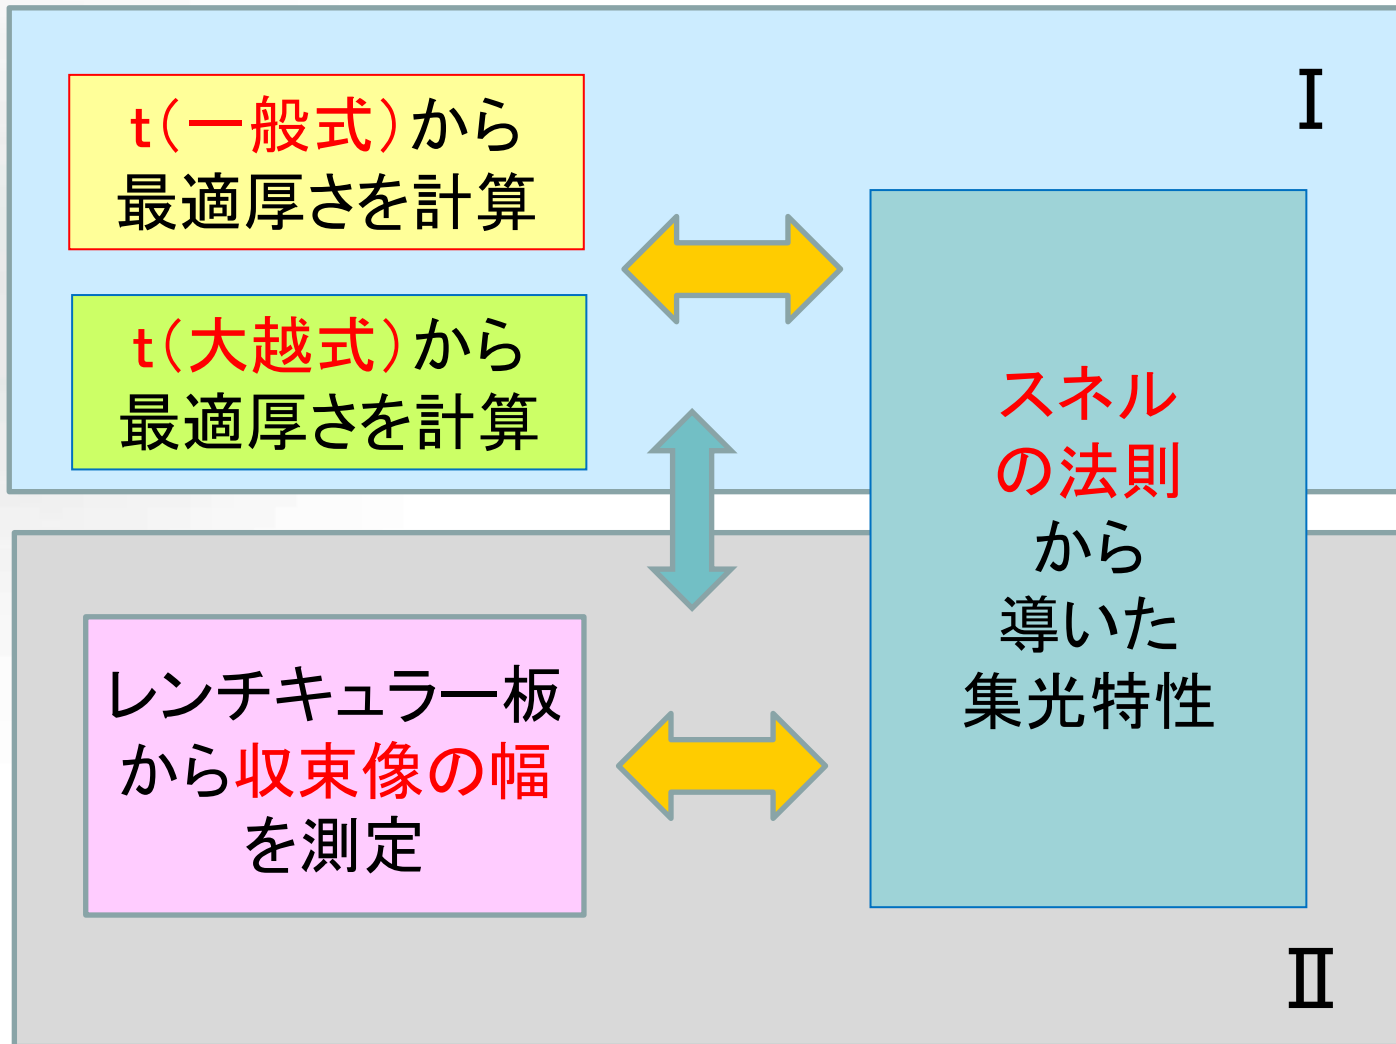 Ⅰ
t（一般式）から
最適厚さを計算
t（大越式）から
最適厚さを計算
スネル
の法則
から
導いた
集光特性
レンチキュラー板
から収束像の幅
を測定
Ⅱ